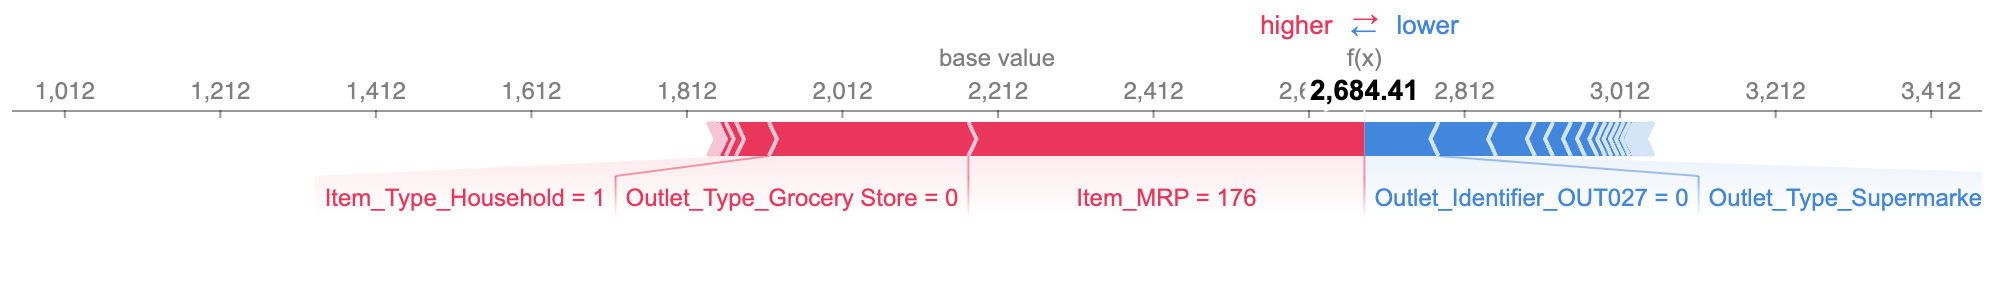 higher ⇄ lower
base value f(x)
1,012 1,212 1,412 1,612 1,812 2,012 2,212 2,412 2,6 2,684.41 2,812 3,012 3,212 3,412
Item_Type_Household = 1 Outlet_Type_Grocery Store = 0 Item_MRP = 176 Outlet_Identifier_OUT027 = 0 Outlet_Type_Supermarke